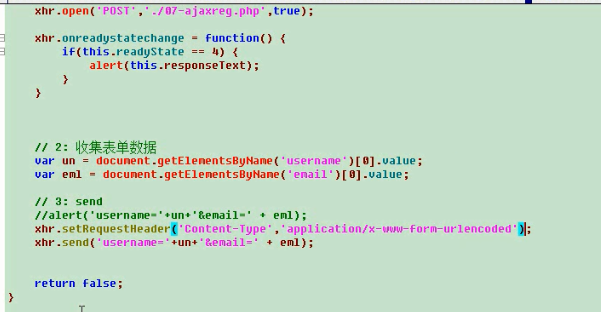 xhr.open('POST','./07-ajaxreg.php',true);
xhr.onreadystatechange = function() {
if(this.readyState == 4) {
alert(this.responseText);
}
}
// 2: 收集表单数据
var un = document.getElementsByName('username')[0].value;
var eml = document.getElementsByName('email')[0].value;
// 3: send
//alert('username='+un+'&email=' + eml);
xhr.setRequestHeader('Content-Type','application/x-www-form-urlencoded');
xhr.send('username='+un+'&email=' + eml);
return false;
}